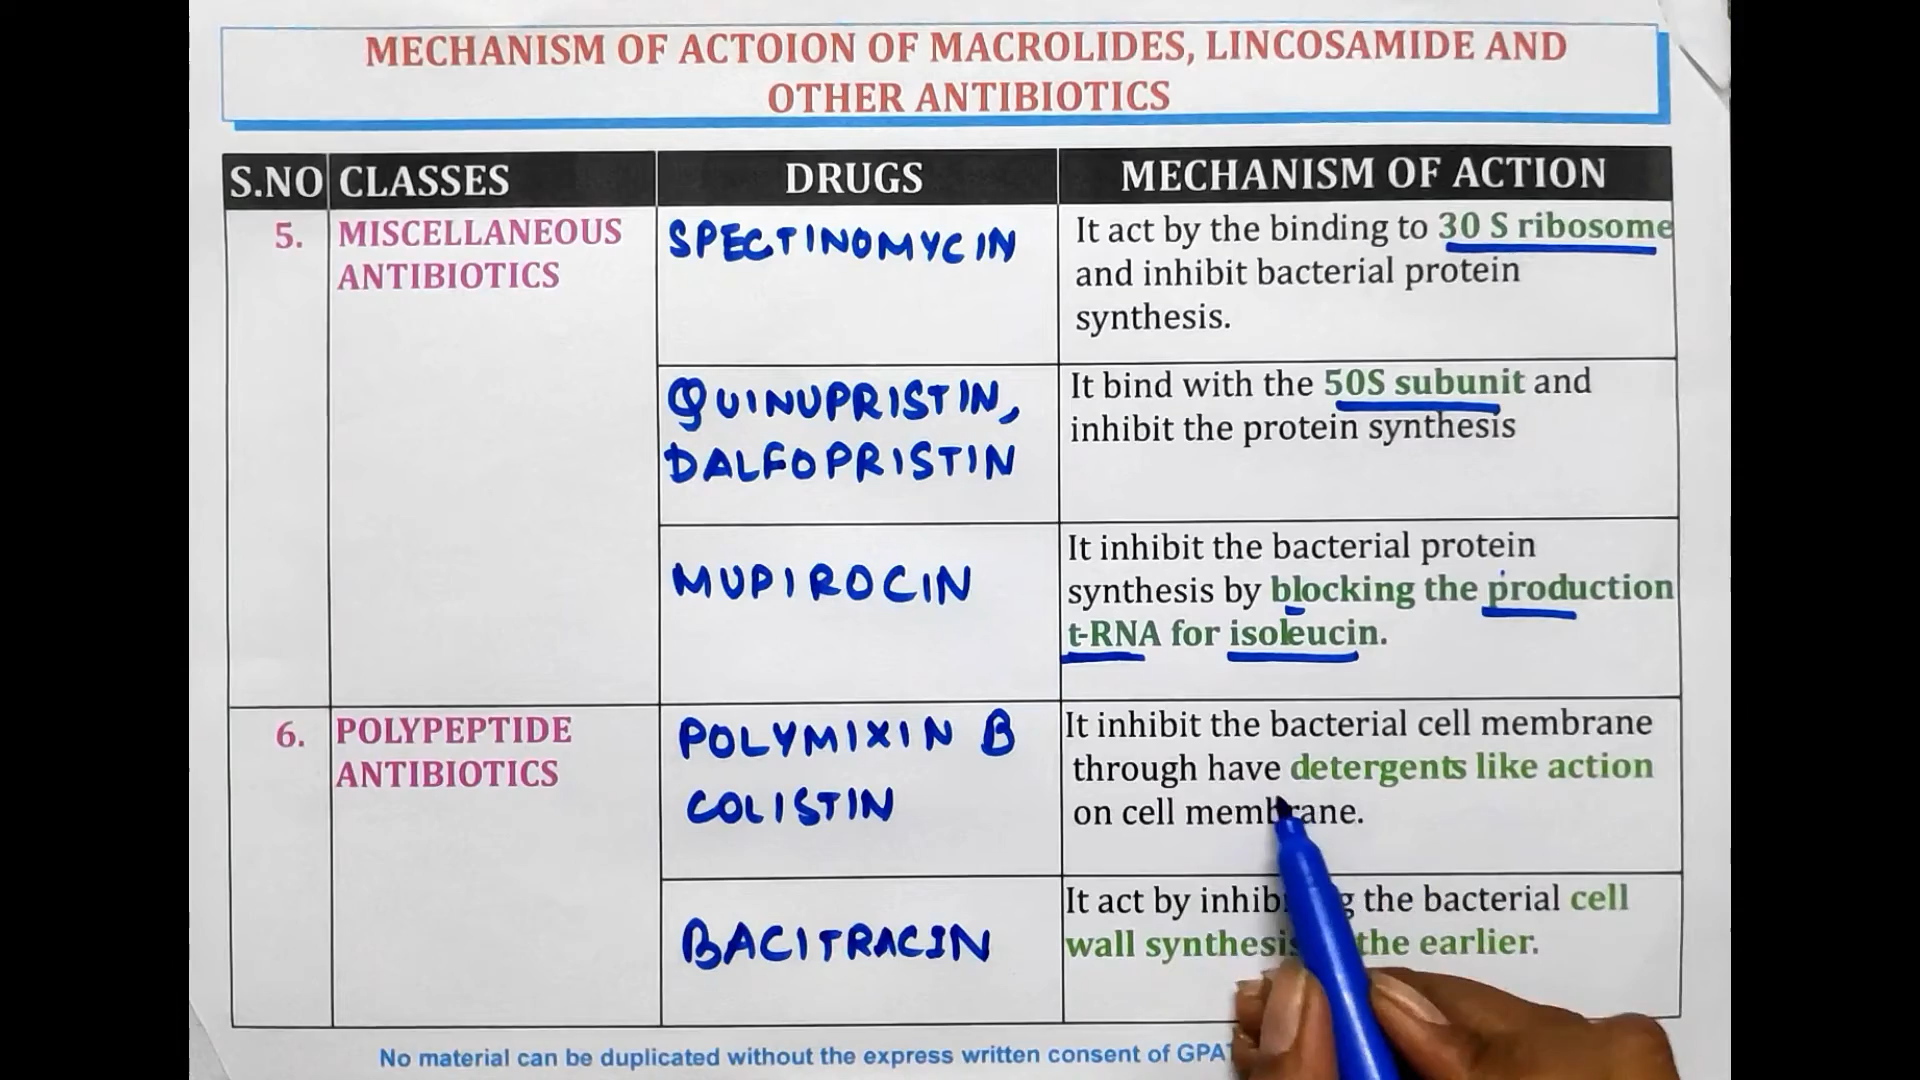 MECHANISM OF ACTOION OF MACROLIDES, LINCOSAMIDE AND
OTHER ANTIBIOTICS
S.NO CLASSES DRUGS MECHANISM OF ACTION
5. MISCELLANEOUS
ANTIBIOTICS
SPECTINOMYCIN
It act by the binding to 30 S ribosome
and inhibit bacterial protein
synthesis.
QUINUPRISTIN,
DALFOPRISTIN
It bind with the 50S subunit and
inhibit the protein synthesis
MUPIROCIN
It inhibit the bacterial protein
synthesis by blocking the production
t-RNA for isoleucin.
6. POLYPEPTIDE
ANTIBIOTICS
POLYMIXIN B
COLISTIN
It inhibit the bacterial cell membrane
through have detergents like action
on cell membrane.
BACITRACIN
It act by the bacterial cell
wall synthesis the earlier.
No material can be duplicated without the express written consent of